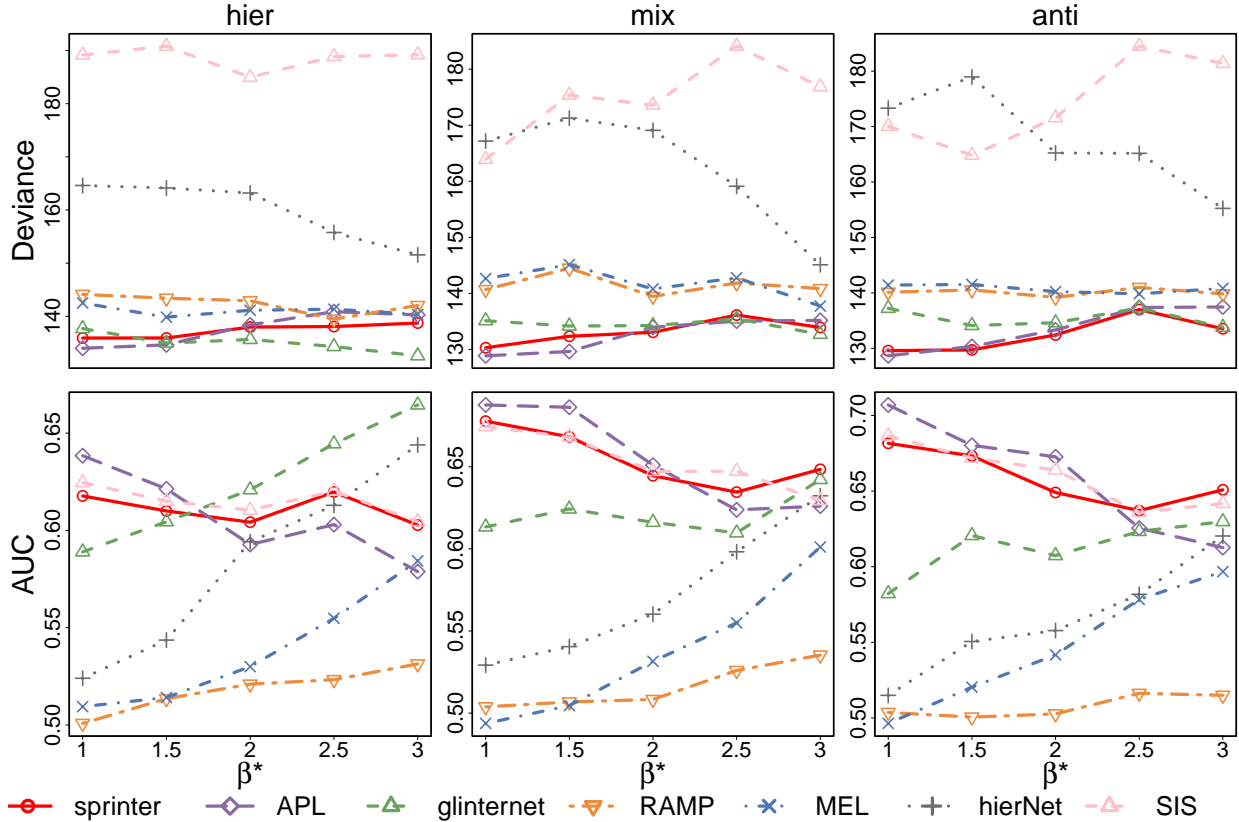 hier mix anti
Deviance
140 160 180
130 140 150 160 170 180
130 140 150 160 170 180
AUC
0.50 0.55 0.60 0.65
0.50 0.55 0.60 0.65
0.50 0.55 0.60 0.65 0.70
1 1.5 2 2.5 3 1 1.5 2 2.5 3 1 1.5 2 2.5 3
β* β* β*
sprinter APL glinternet RAMP MEL hierNet SIS